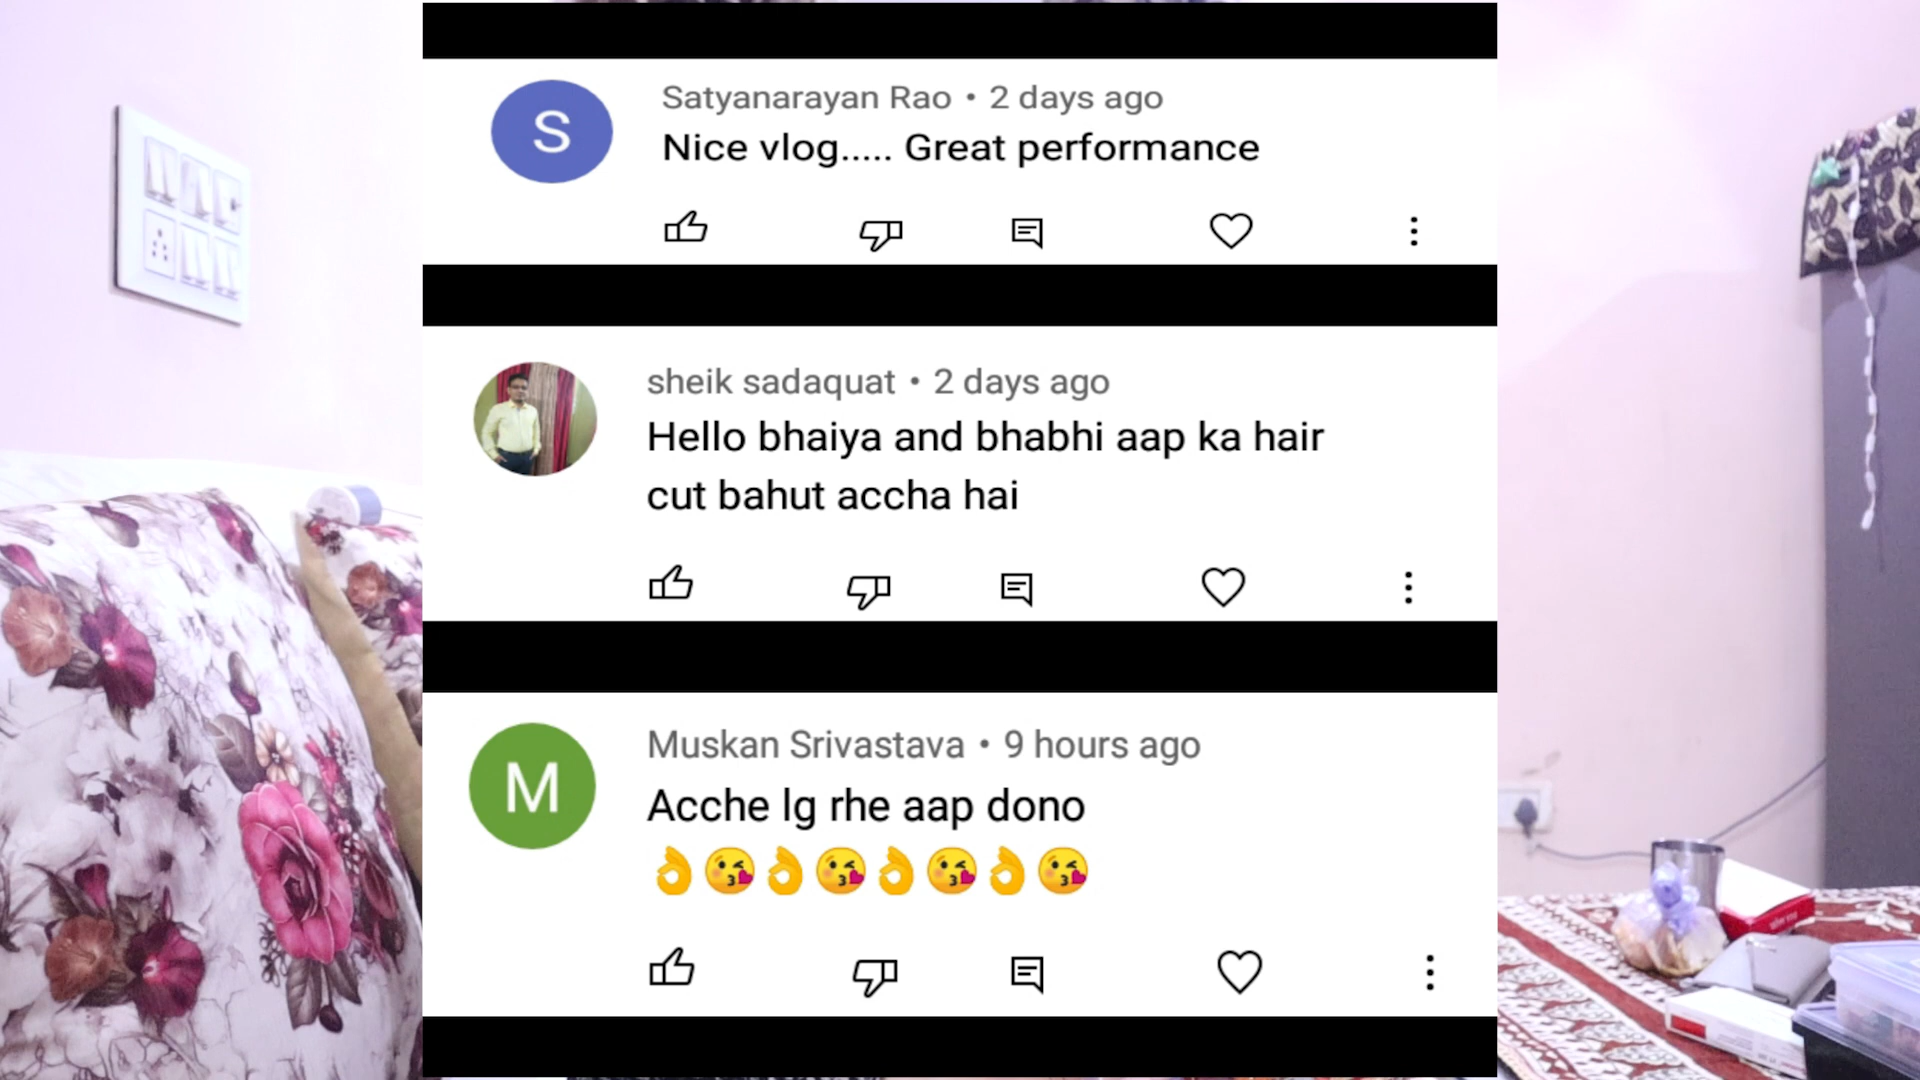 S
Satyanarayan Rao • 2 days ago
Nice vlog..... Great performance
sheik sadaquat • 2 days ago
Hello bhaiya and bhabhi aap ka hair
cut bahut accha hai
M
Muskan Srivastava • 9 hours ago
Acche lg rhe aap dono
👌😘👌😘👌😘👌😘